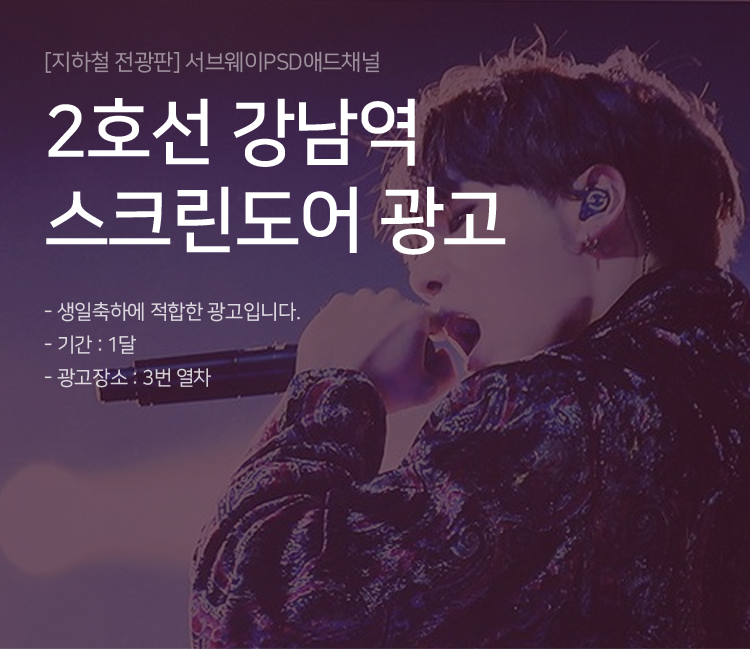 [지하철 전광판] 서브웨이PSD애드채널
2호선 강남역
스크린도어 광고
- 생일축하에 적합한 광고입니다.
- 기간 : 1달
- 광고장소 : 3번 열차